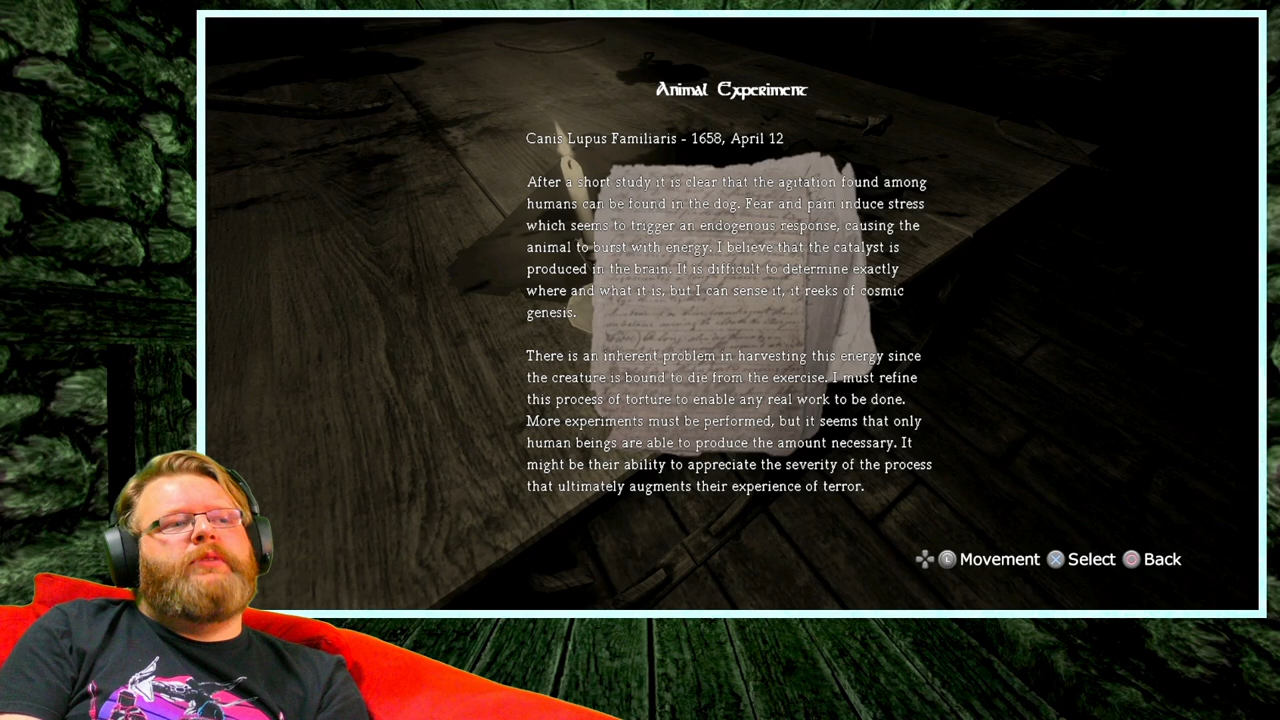 Animal Experiment
Canis Lupus Familiaris - 1658, April 12
After a short study it is clear that the agitation found among
humans can be found in the dog. Fear and pain induce stress
which seems to trigger an endogenous response, causing the
animal to burst with energy. I believe that the catalyst is
produced in the brain. It is difficult to determine exactly
where and what it is, but I can sense it, it reeks of cosmic
genesis.
There is an inherent problem in harvesting this energy since
the creature is bound to die from the exercise. I must refine
this process of torture to enable any real work to be done.
More experiments must be performed, but it seems that only
human beings are able to produce the amount necessary. It
might be their ability to appreciate the severity of the process
that ultimately augments their experience of terror.
L Movement Select Back